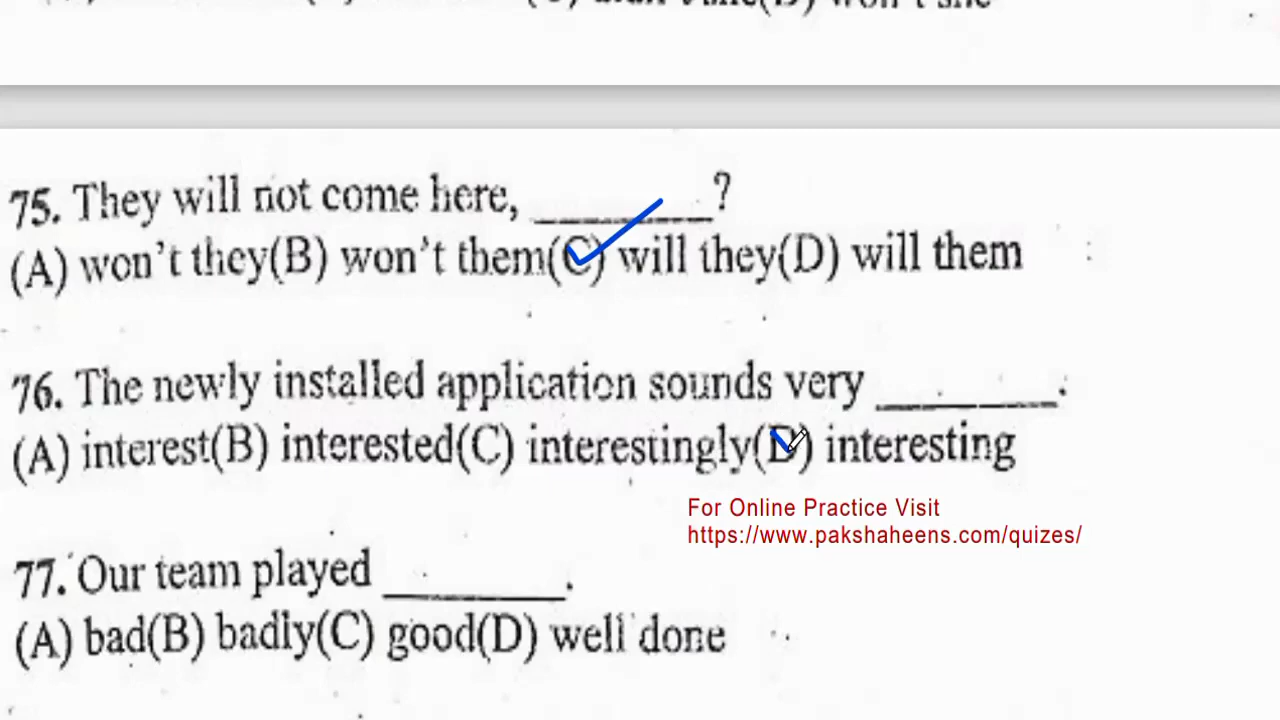 75. They will not come here, ________?
(A) won't they(B) won't them(C) will they(D) will them
76. The newly installed application sounds very ________.
(A) interest(B) interested(C) interestingly(D) interesting
For Online Practice Visit
https://www.pakshaheens.com/quizes/
77. Our team played ________.
(A) bad(B) badly(C) good(D) well done